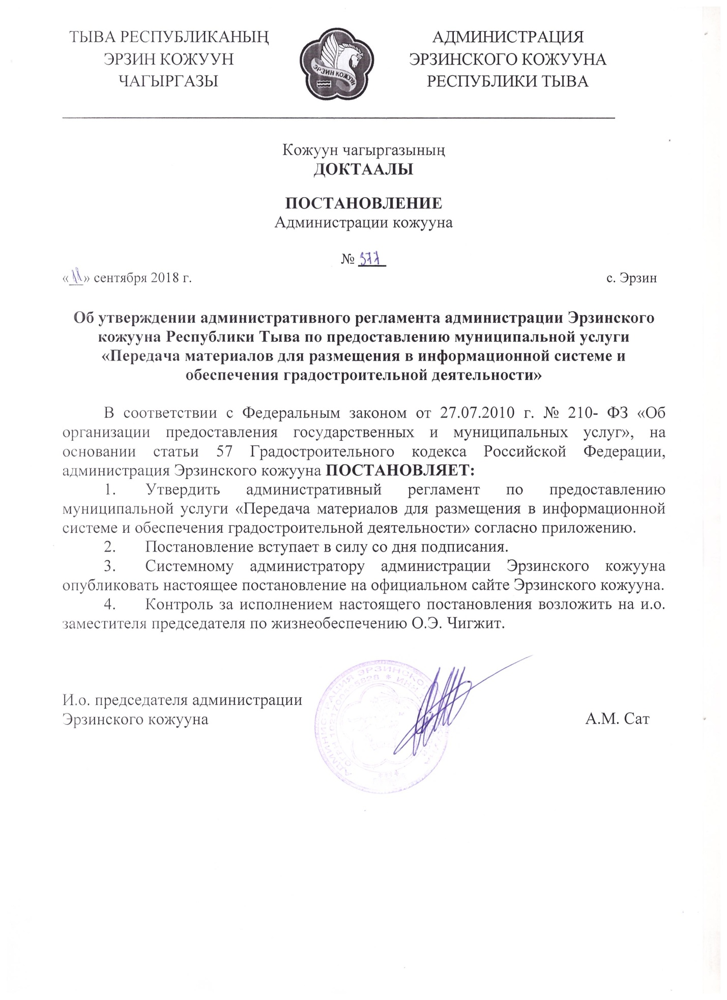 ТЫВА РЕСПУБЛИКАНЫҢ
ЭРЗИН КОЖУУН
ЧАГЫРГАЗЫ
ЭРЗИН КОЖУУН
АДМИНИСТРАЦИЯ
ЭРЗИНСКОГО КОЖУУНА
РЕСПУБЛИКИ ТЫВА
Кожуун чагыргазының
ДОКТААЛЫ
ПОСТАНОВЛЕНИЕ
Администрации кожууна
№ 577
«11» сентября 2018 г. с. Эрзин
Об утверждении административного регламента администрации Эрзинского
кожууна Республики Тыва по предоставлению муниципальной услуги
«Передача материалов для размещения в информационной системе и
обеспечения градостроительной деятельности»
В соответствии с Федеральным законом от 27.07.2010 г. № 210- ФЗ «Об
организации предоставления государственных и муниципальных услуг», на
основании статьи 57 Градостроительного кодекса Российской Федерации,
администрация Эрзинского кожууна ПОСТАНОВЛЯЕТ:
1. Утвердить административный регламент по предоставлению
муниципальной услуги «Передача материалов для размещения в информационной
системе и обеспечения градостроительной деятельности» согласно приложению.
2. Постановление вступает в силу со дня подписания.
3. Системному администратору администрации Эрзинского кожууна
опубликовать настоящее постановление на официальном сайте Эрзинского кожууна.
4. Контроль за исполнением настоящего постановления возложить на и.о.
заместителя председателя по жизнеобеспечению О.Э. Чигжит.
И.о. председателя администрации
Эрзинского кожууна А.М. Сат
АДМИНИСТРАЦИЯ ЭРЗИНСКОГО